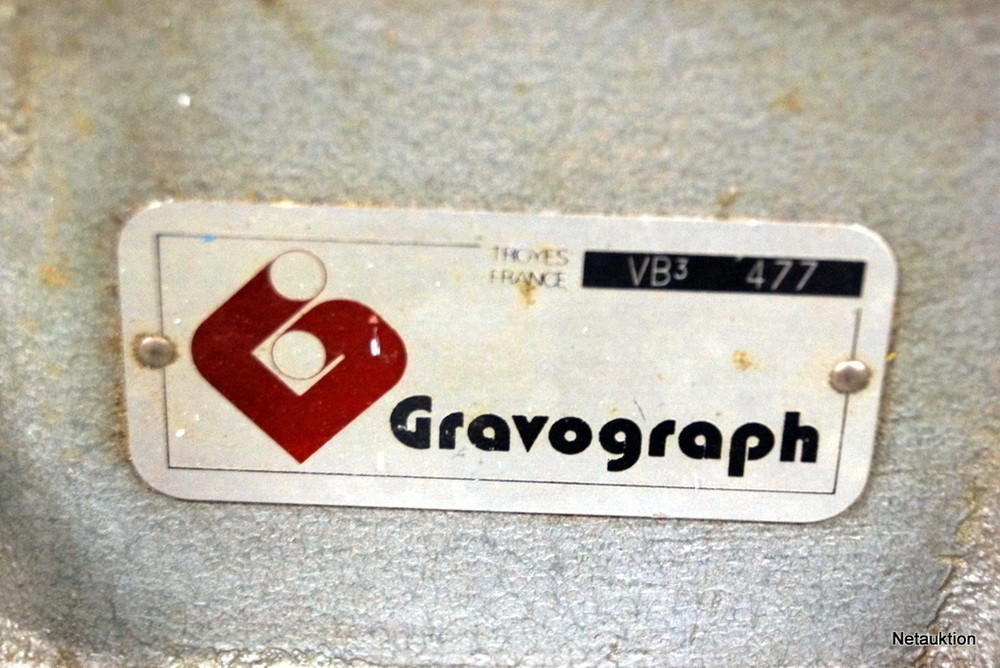 TROYES
FRANCE
VB³ 477
Gravograph
Netauktion